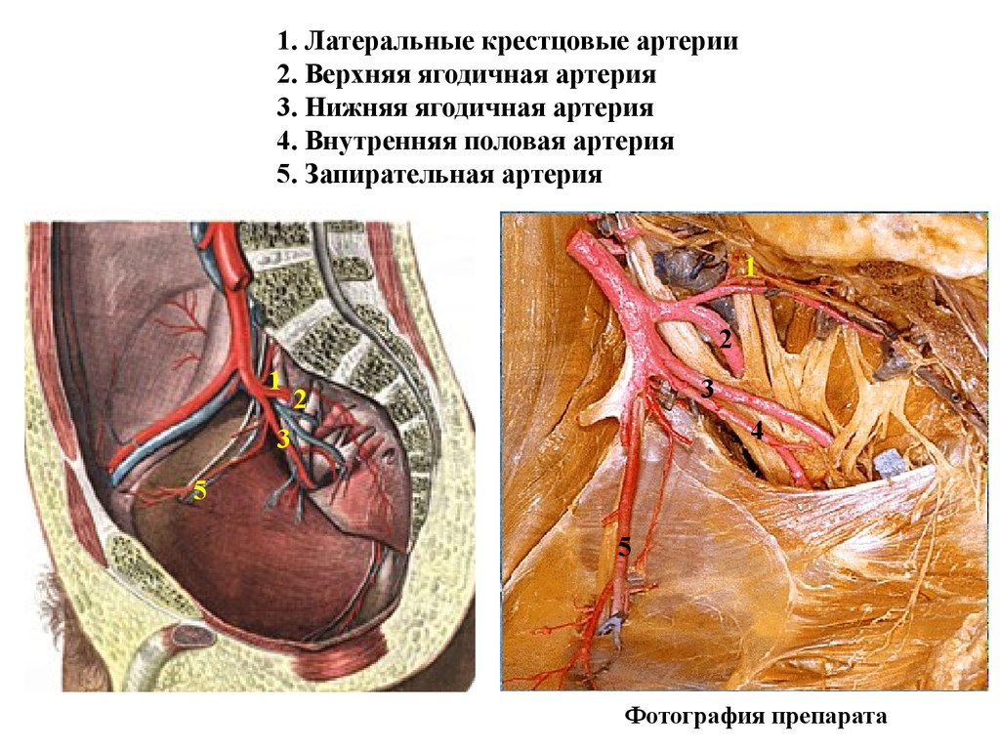 1. Латеральные крестцовые артерии
2. Верхняя ягодичная артерия
3. Нижняя ягодичная артерия
4. Внутренняя половая артерия
5. Запирательная артерия
1
2
3
5
1
2
3
4
5
Фотография препарата